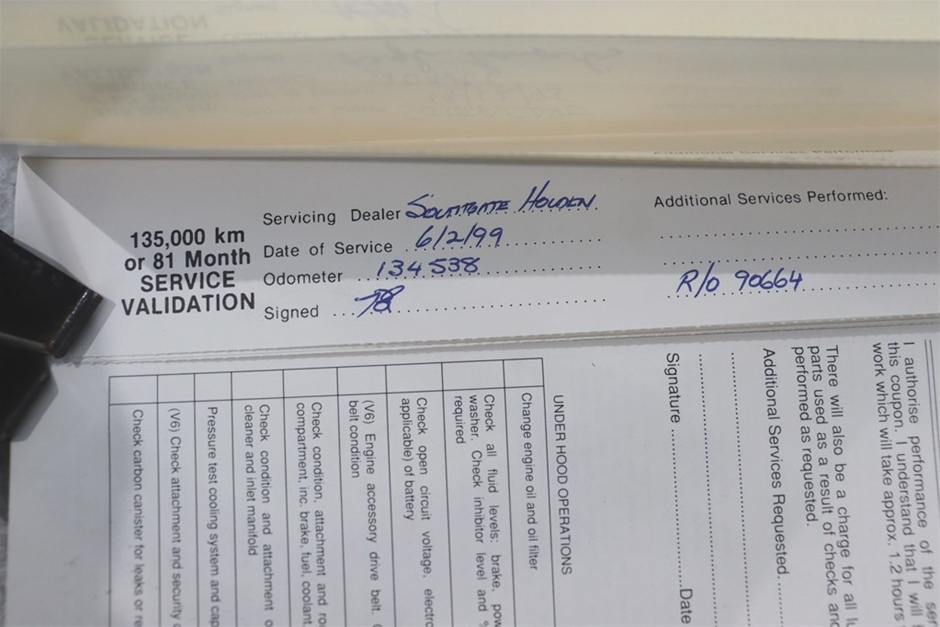 VALIDATION
SERVICE
135,000 km
or 81 Month
SERVICE
VALIDATION
Servicing Dealer Southgate Holden
Date of Service 6/2/99
Odometer 134538
Signed
Additional Services Performed:
R/o 90664
I authorise performance of the
this coupon. I understand that I will
work which will take approx. 1.2 hours
There will also be a charge for all
parts used as a result of checks and
performed as requested.
Additional Services Requested
Signature Date
UNDER HOOD OPERATIONS
Change engine oil and oil filter
Check all fluid levels: brake,
washer. Check inhibitor level and
required
Check open circuit voltage,
applicable) of battery
(V6) Engine accessory drive belt.
belt condition
Check condition, attachment and
compartment, inc. brake, fuel, coolant
Check condition and attachment
cleaner and inlet manifold
Pressure test cooling system and cap
(V6) Check attachment and security
Check carbon canister for leaks or